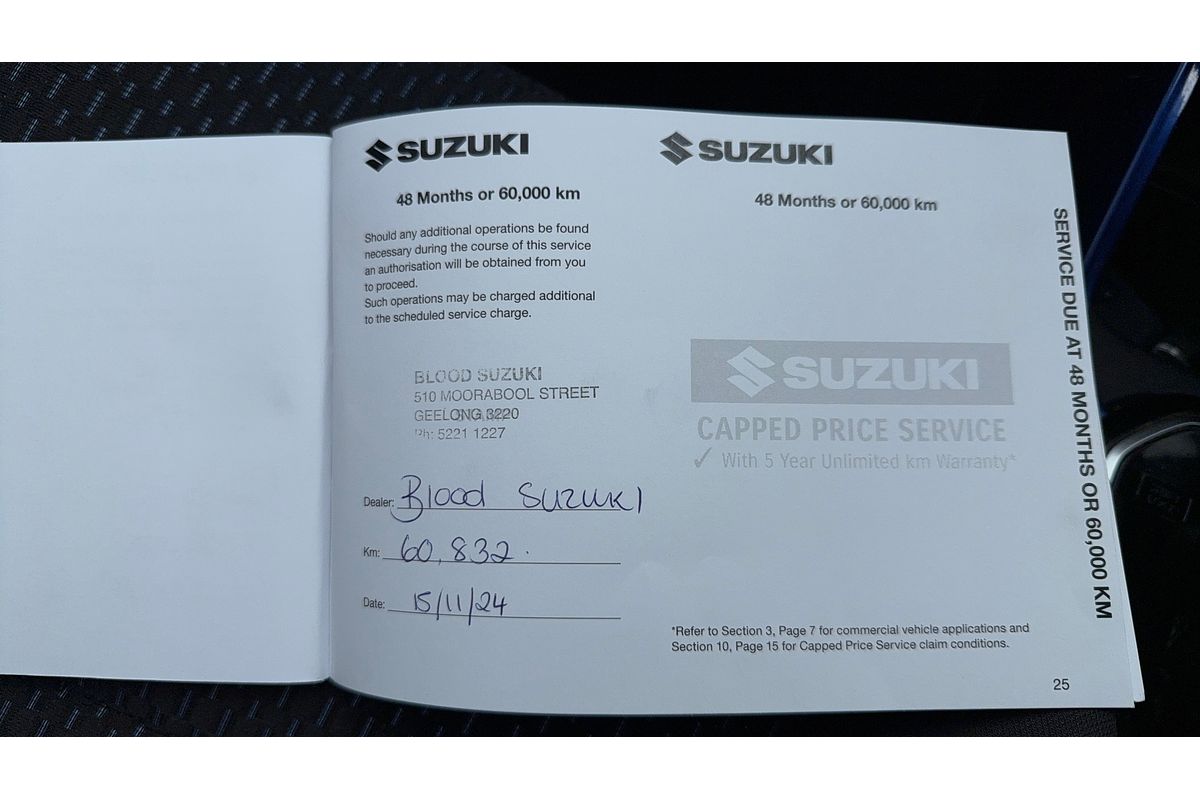 SUZUKI
48 Months or 60,000 km
Should any additional operations be found
necessary during the course of this service
an authorisation will be obtained from you
to proceed.
Such operations may be charged additional
to the scheduled service charge.
BLOOD SUZUKI
510 MOORABOOL STREET
GEELONG 3220
Ph: 5221 1227
Dealer: Blood SUZUKI
Km: 60,832.
Date: 15/11/24
SUZUKI
48 Months or 60,000 km
SUZUKI
CAPPED PRICE SERVICE
✓ With 5 Year Unlimited km Warranty*
*Refer to Section 3, Page 7 for commercial vehicle applications and
Section 10, Page 15 for Capped Price Service claim conditions.
25
SERVICE DUE AT 48 MONTHS OR 60,000 KM